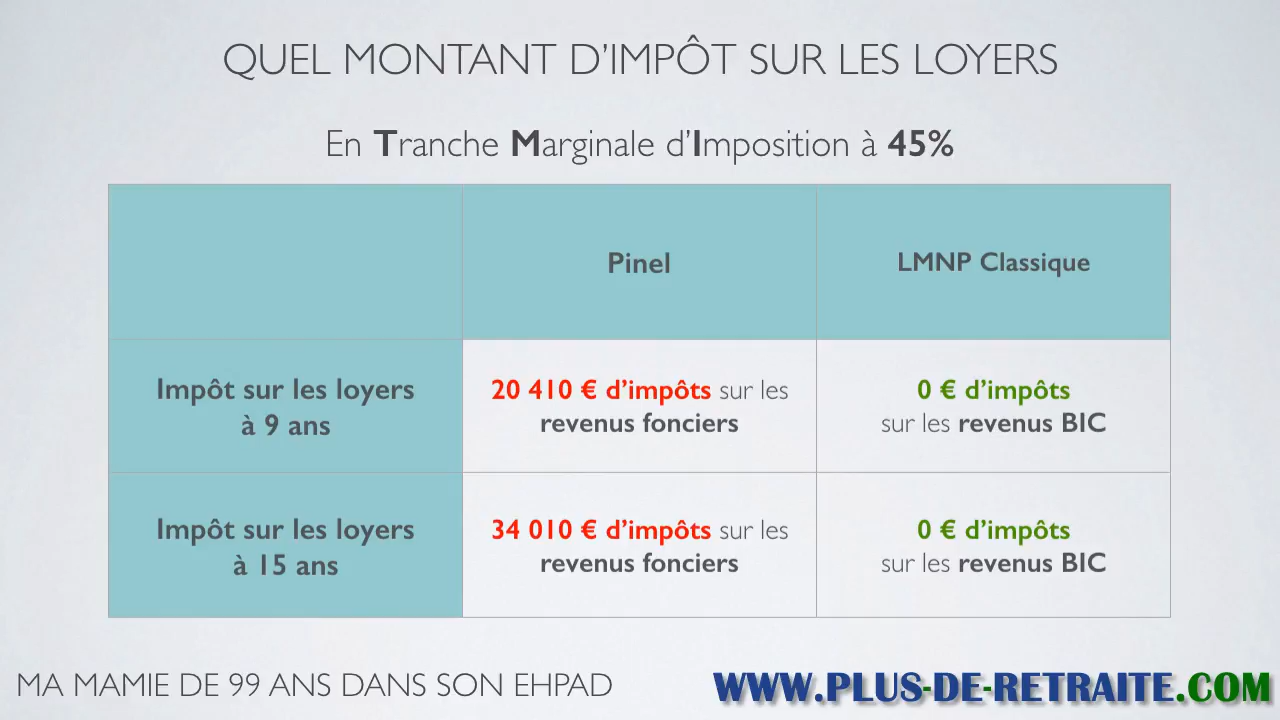 QUEL MONTANT D'IMPÔT SUR LES LOYERS
En Tranche Marginale d'Imposition à 45%
Pinel
LMNP Classique
Impôt sur les loyers
à 9 ans
20 410 € d'impôts sur les
revenus fonciers
0 € d'impôts
sur les revenus BIC
Impôt sur les loyers
à 15 ans
34 010 € d'impôts sur les
revenus fonciers
0 € d'impôts
sur les revenus BIC
MA MAMIE DE 99 ANS DANS SON EHPAD
WWW.PLUS-DE-RETRAITE.COM